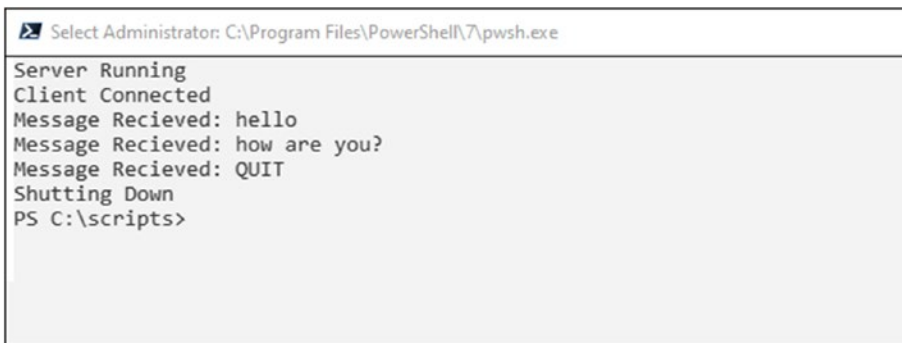 Select Administrator: C:\Program Files\PowerShell\7\pwsh.exe
Server Running
Client Connected
Message Recieved: hello
Message Recieved: how are you?
Message Recieved: QUIT
Shutting Down
PS C:\scripts>